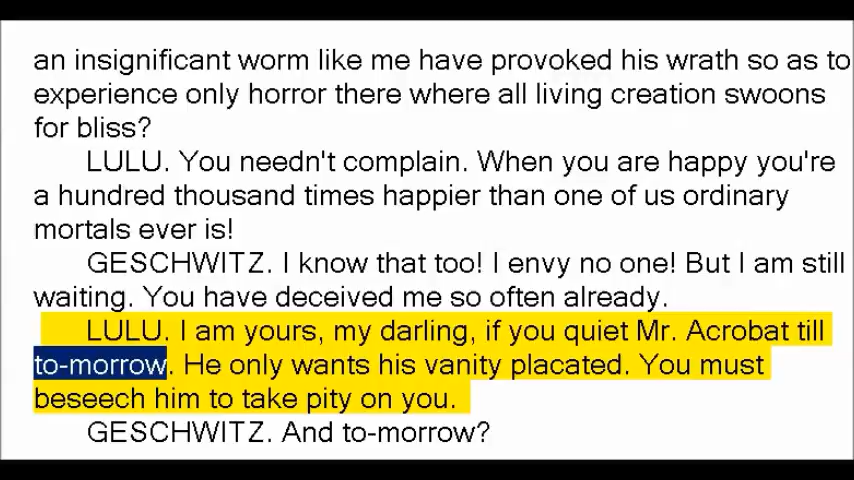 an insignificant worm like me have provoked his wrath so as to
experience only horror there where all living creation swoons
for bliss?
LULU. You needn't complain. When you are happy you're
a hundred thousand times happier than one of us ordinary
mortals ever is!
GESCHWITZ. I know that too! I envy no one! But I am still
waiting. You have deceived me so often already.
LULU. I am yours, my darling, if you quiet Mr. Acrobat till
to-morrow. He only wants his vanity placated. You must
beseech him to take pity on you.
GESCHWITZ. And to-morrow?